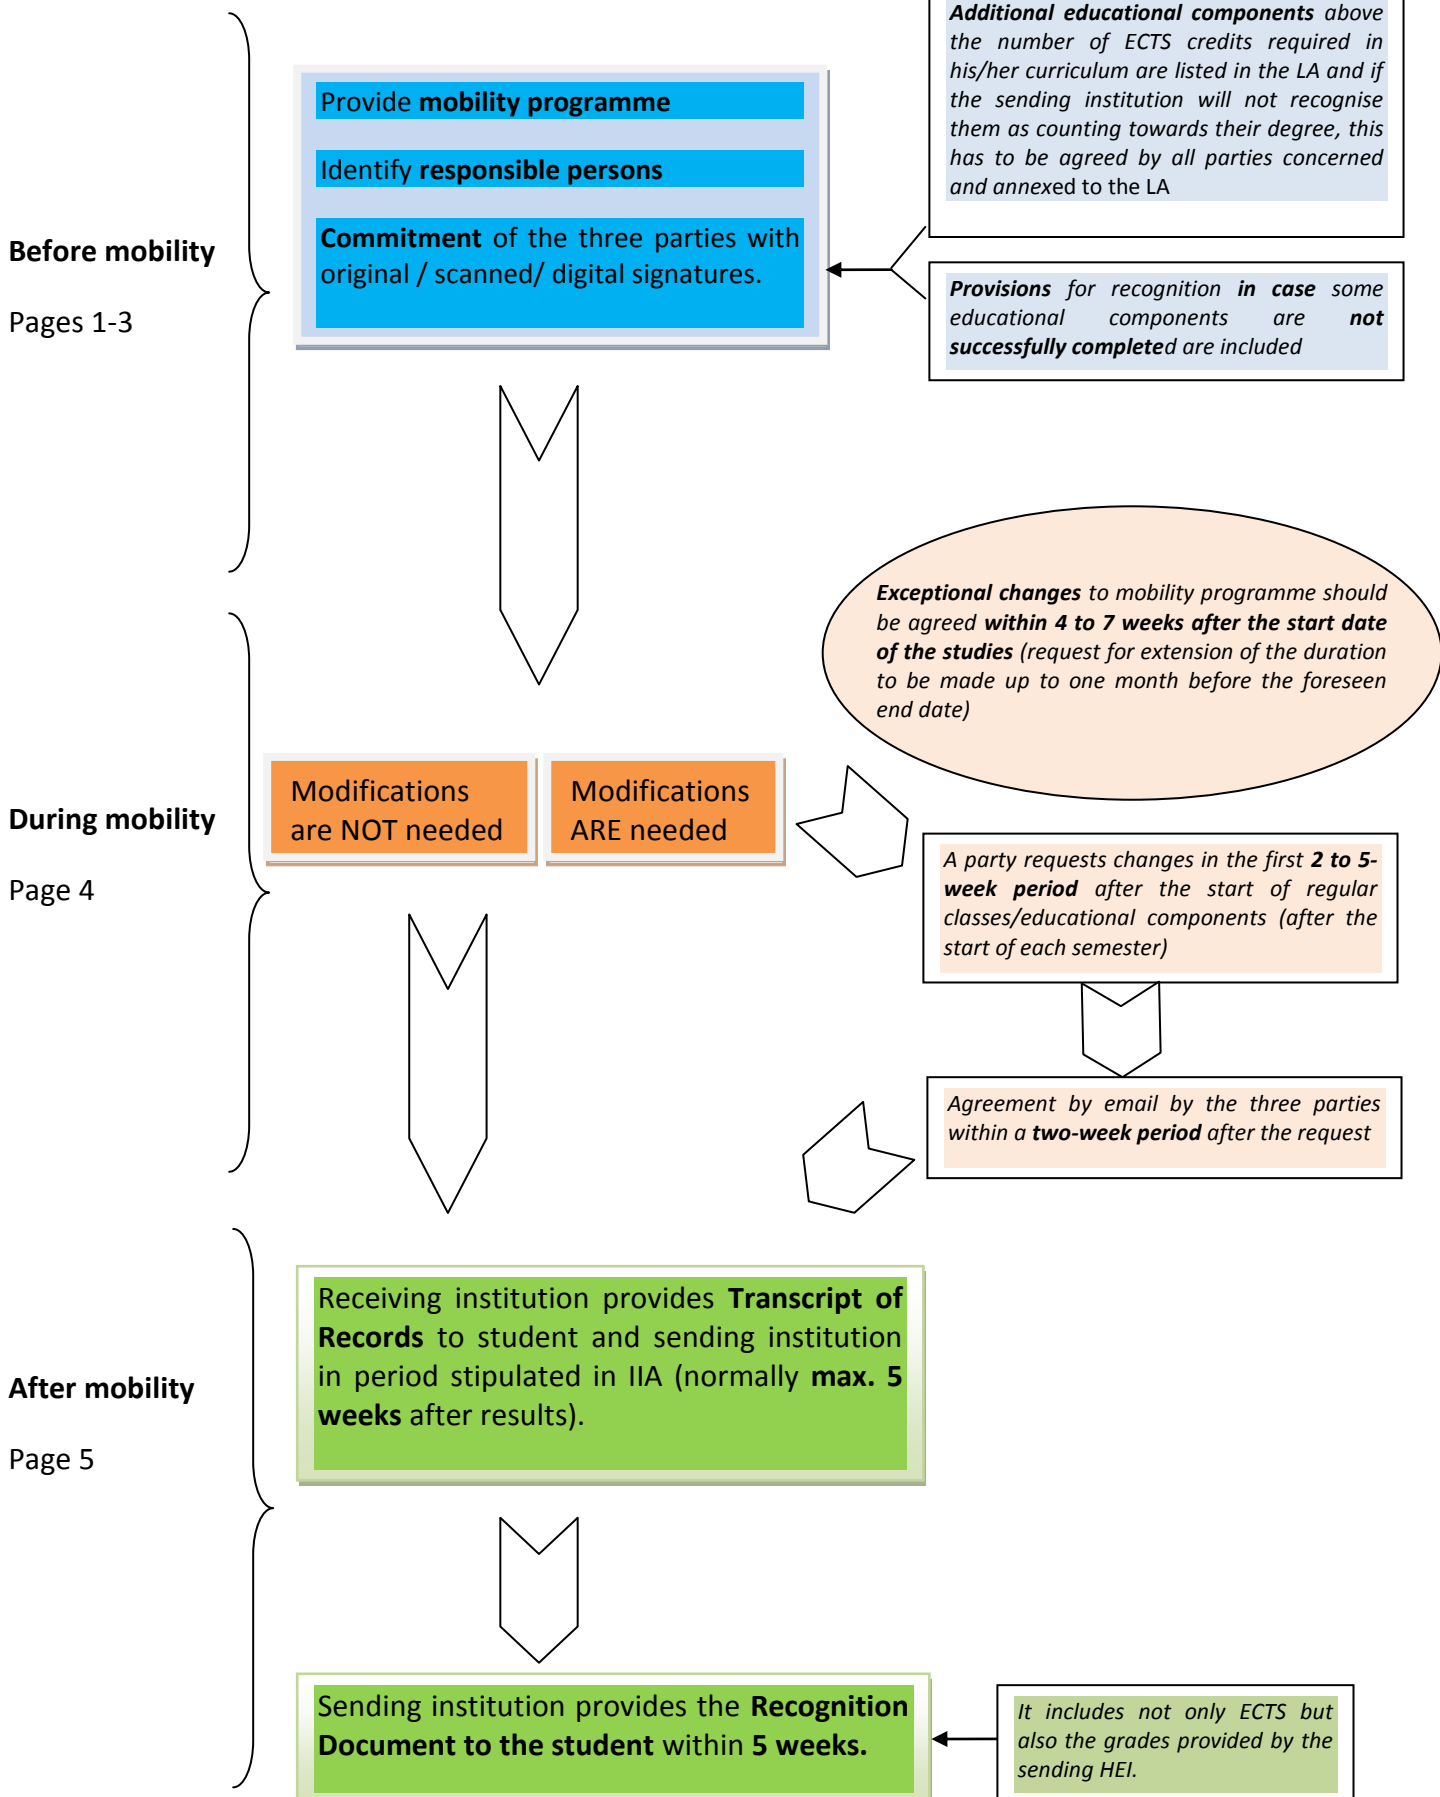 Additional educational components above
the number of ECTS credits required in
his/her curriculum are listed in the LA and if
the sending institution will not recognise
them as counting towards their degree, this
has to be agreed by all parties concerned
and annexed to the LA
Provide mobility programme
Identify responsible persons
Commitment of the three parties with
original / scanned/ digital signatures.
Before mobility
Pages 1-3
Provisions for recognition in case some
educational components are not
successfully completed are included
Exceptional changes to mobility programme should
be agreed within 4 to 7 weeks after the start date
of the studies (request for extension of the duration
to be made up to one month before the foreseen
end date)
During mobility
Page 4
Modifications
are NOT needed
Modifications
ARE needed
A party requests changes in the first 2 to 5-
week period after the start of regular
classes/educational components (after the
start of each semester)
Agreement by email by the three parties
within a two-week period after the request
After mobility
Page 5
Receiving institution provides Transcript of
Records to student and sending institution
in period stipulated in IIA (normally max. 5
weeks after results).
Sending institution provides the Recognition
Document to the student within 5 weeks.
It includes not only ECTS but
also the grades provided by the
sending HEI.